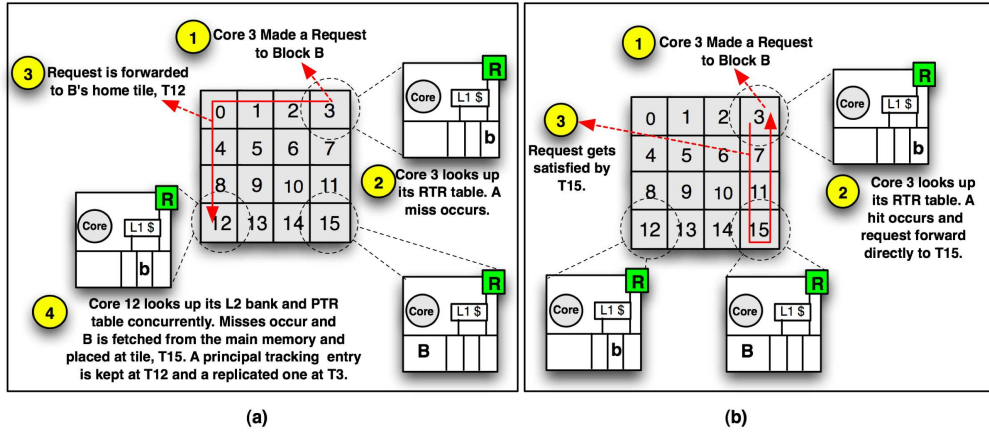 (a)
1
Core 3 Made a Request
to Block B
3
Request is forwarded
to B's home tile, T12
0 1 2 3
4 5 6 7
8 9 10 11
12 13 14 15
R
Core
L1 $
b
2
Core 3 looks up
its RTR table. A
miss occurs.
R
Core
L1 $
b
4
Core 12 looks up its L2 bank and PTR
table concurrently. Misses occur and
B is fetched from the main memory and
placed at tile, T15. A principal tracking entry
is kept at T12 and a replicated one at T3.
R
Core
L1 $
B
(b)
1
Core 3 Made a Request
to Block B
3
Request gets
satisfied by
T15.
0 1 2 3
4 5 6 7
8 9 10 11
12 13 14 15
R
Core
L1 $
b
2
Core 3 looks up
its RTR table. A
hit occurs and
request forward
directly to T15.
R
Core
L1 $
b
R
Core
L1 $
B